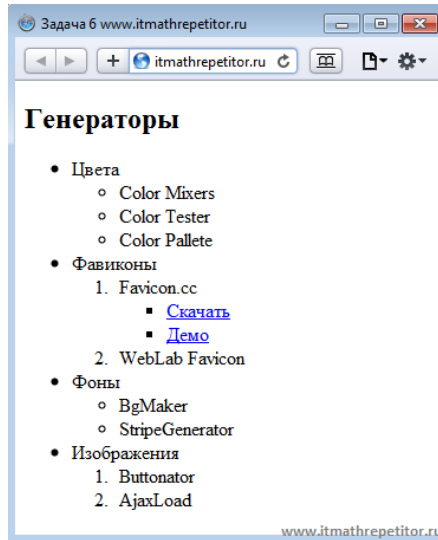 Задача 6 www.itmathrepetitor.ru
itmathrepetitor.ru
Генераторы
Цвета
Color Mixers
Color Tester
Color Pallete
Фавиконы
1. Favicon.cc
Скачать
Демо
2. WebLab Favicon
Фоны
BgMaker
StripeGenerator
Изображения
1. Buttonator
2. AjaxLoad
www.itmathrepetitor.ru